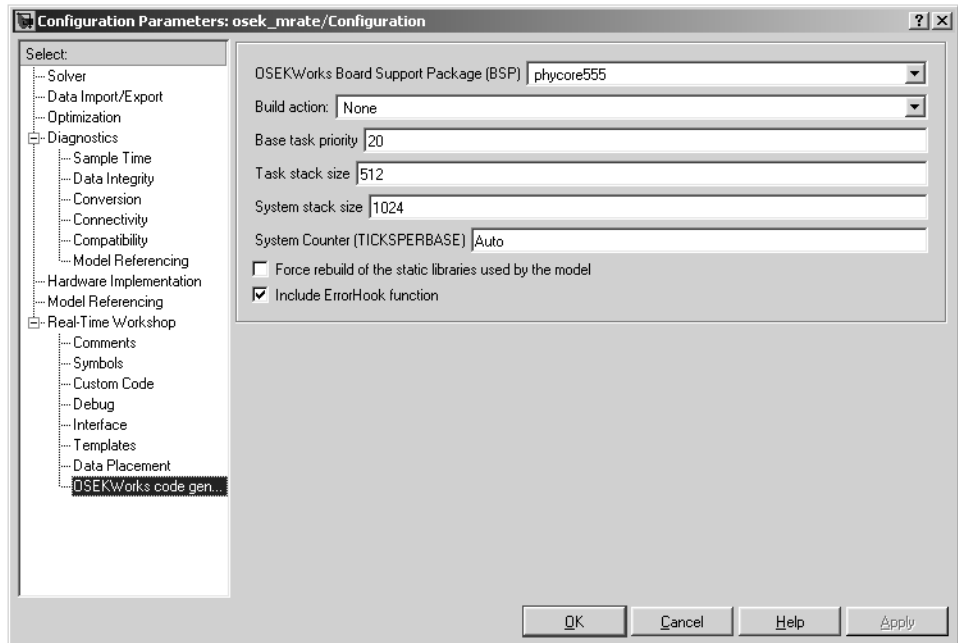 Configuration Parameters: osek_mrate/Configuration
Select:
Solver
Data Import/Export
Optimization
Diagnostics
Sample Time
Data Integrity
Conversion
Connectivity
Compatibility
Model Referencing
Hardware Implementation
Model Referencing
Real-Time Workshop
Comments
Symbols
Custom Code
Debug
Interface
Templates
Data Placement
OSEKWorks code gen...
OSEKWorks Board Support Package (BSP) phycore555
Build action: None
Base task priority 20
Task stack size 512
System stack size 1024
System Counter (TICKSPERBASE) Auto
Force rebuild of the static libraries used by the model
Include ErrorHook function
OK Cancel Help Apply